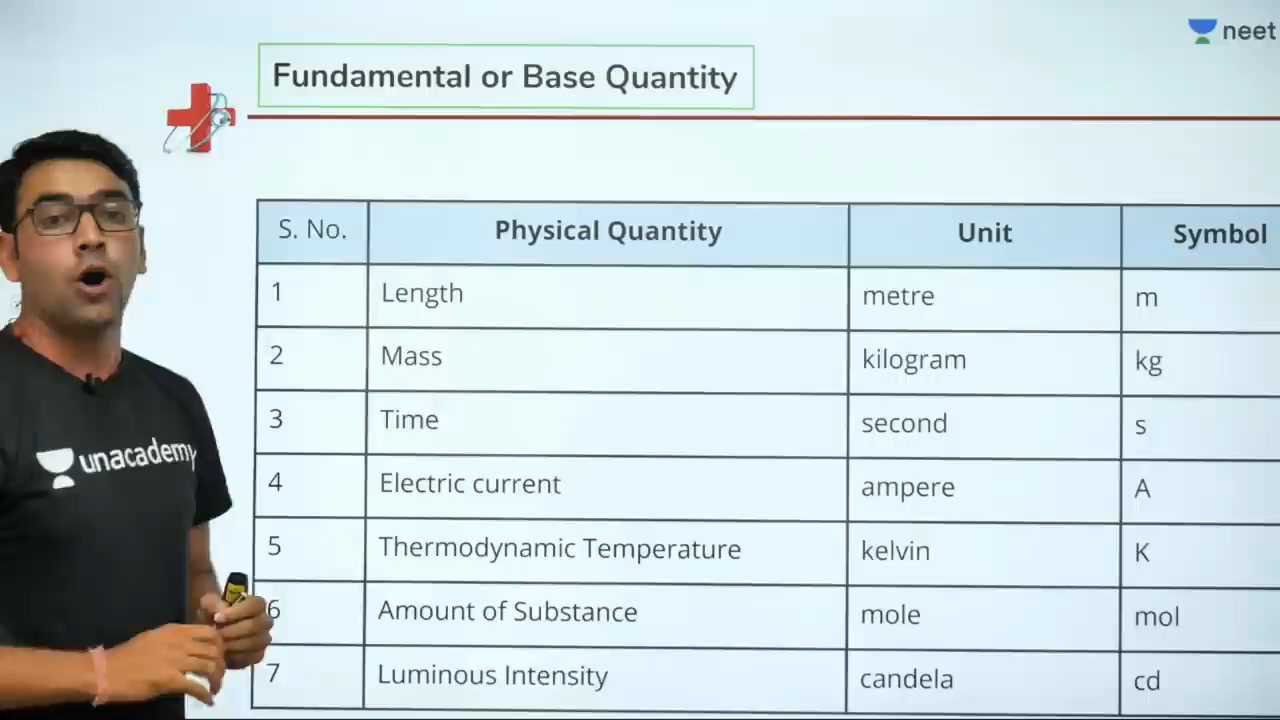 neet
Fundamental or Base Quantity
S. No. Physical Quantity Unit Symbol
1 Length metre m
2 Mass kilogram kg
3 Time second s
4 Electric current ampere A
5 Thermodynamic Temperature kelvin K
6 Amount of Substance mole mol
7 Luminous Intensity candela cd
unacademy